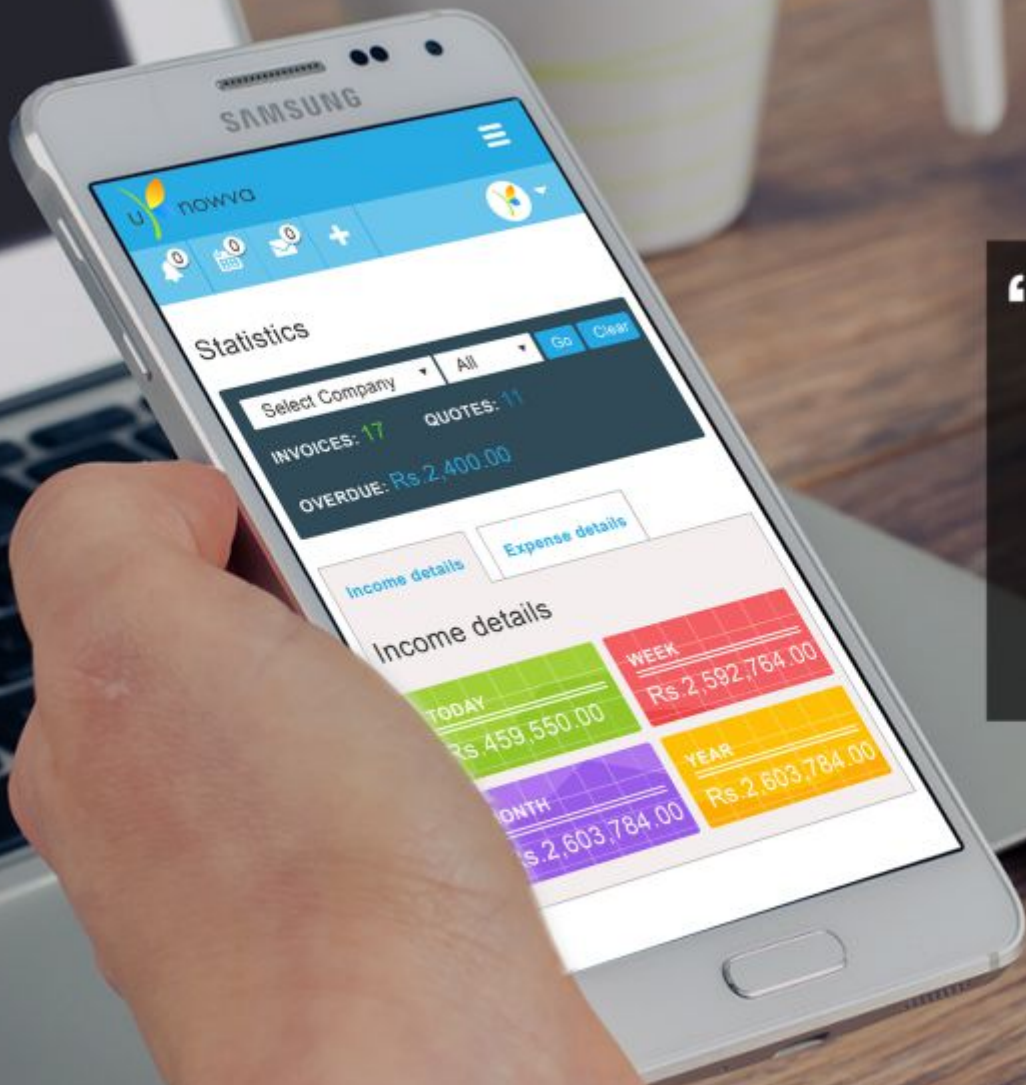 SAMSUNG
u nowva
0 0 0
Statistics
Select Company All Go Clear
INVOICES: 17 QUOTES: 11
OVERDUE: Rs.2,400.00
Income details Expense details
Income details
TODAY
Rs.459,550.00
WEEK
Rs.2,592,764.00
ONTH
s.2,603,784.00
YEAR
Rs.2,603,784.00
“